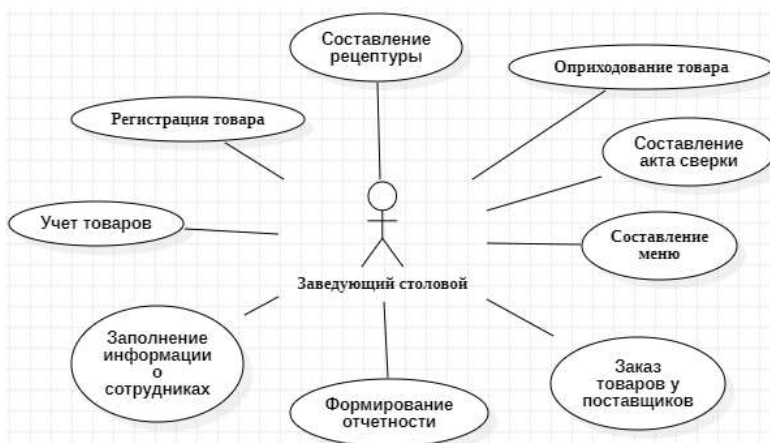 Составление
рецептуры
Оприходование товара
Регистрация товара
Составление
акта сверки
Учет товаров
Составление
меню
Заведующий столовой
Заполнение
информации
о
сотрудниках
Формирование
отчетности
Заказ
товаров у
поставщиков